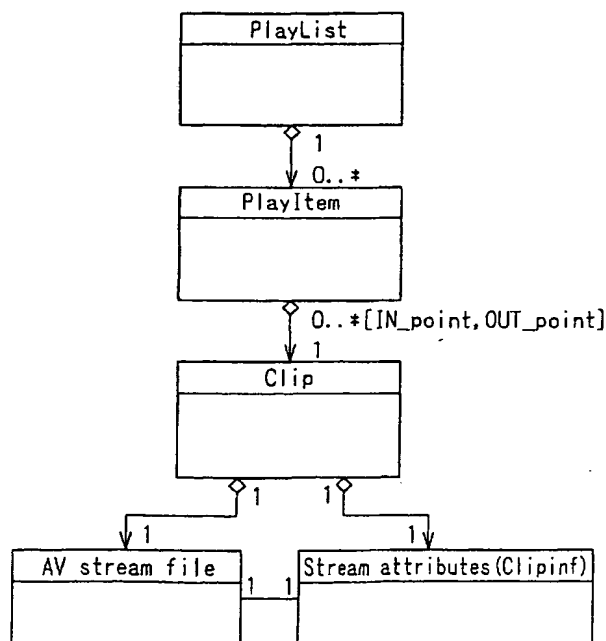 PlayList
1
0..*
PlayItem
0..*[IN_point,OUT_point]
1
Clip
1 1
1 1
AV stream file
Stream attributes(Clipinf)
1 1